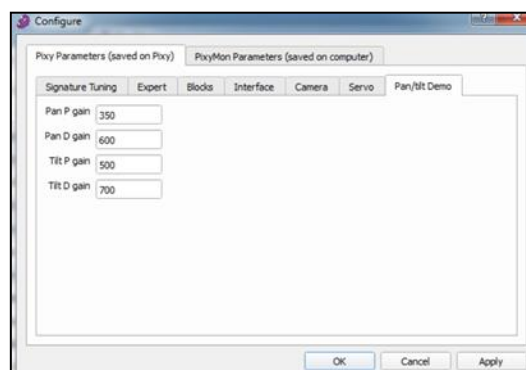 Configure
Pixy Parameters (saved on Pixy) PixyMon Parameters (saved on computer)
Signature Tuning Expert Blocks Interface Camera Servo Pan/tilt Demo
Pan P gain 350
Pan D gain 600
Tilt P gain 500
Tilt D gain 700
OK Cancel Apply